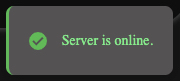 Server is online.